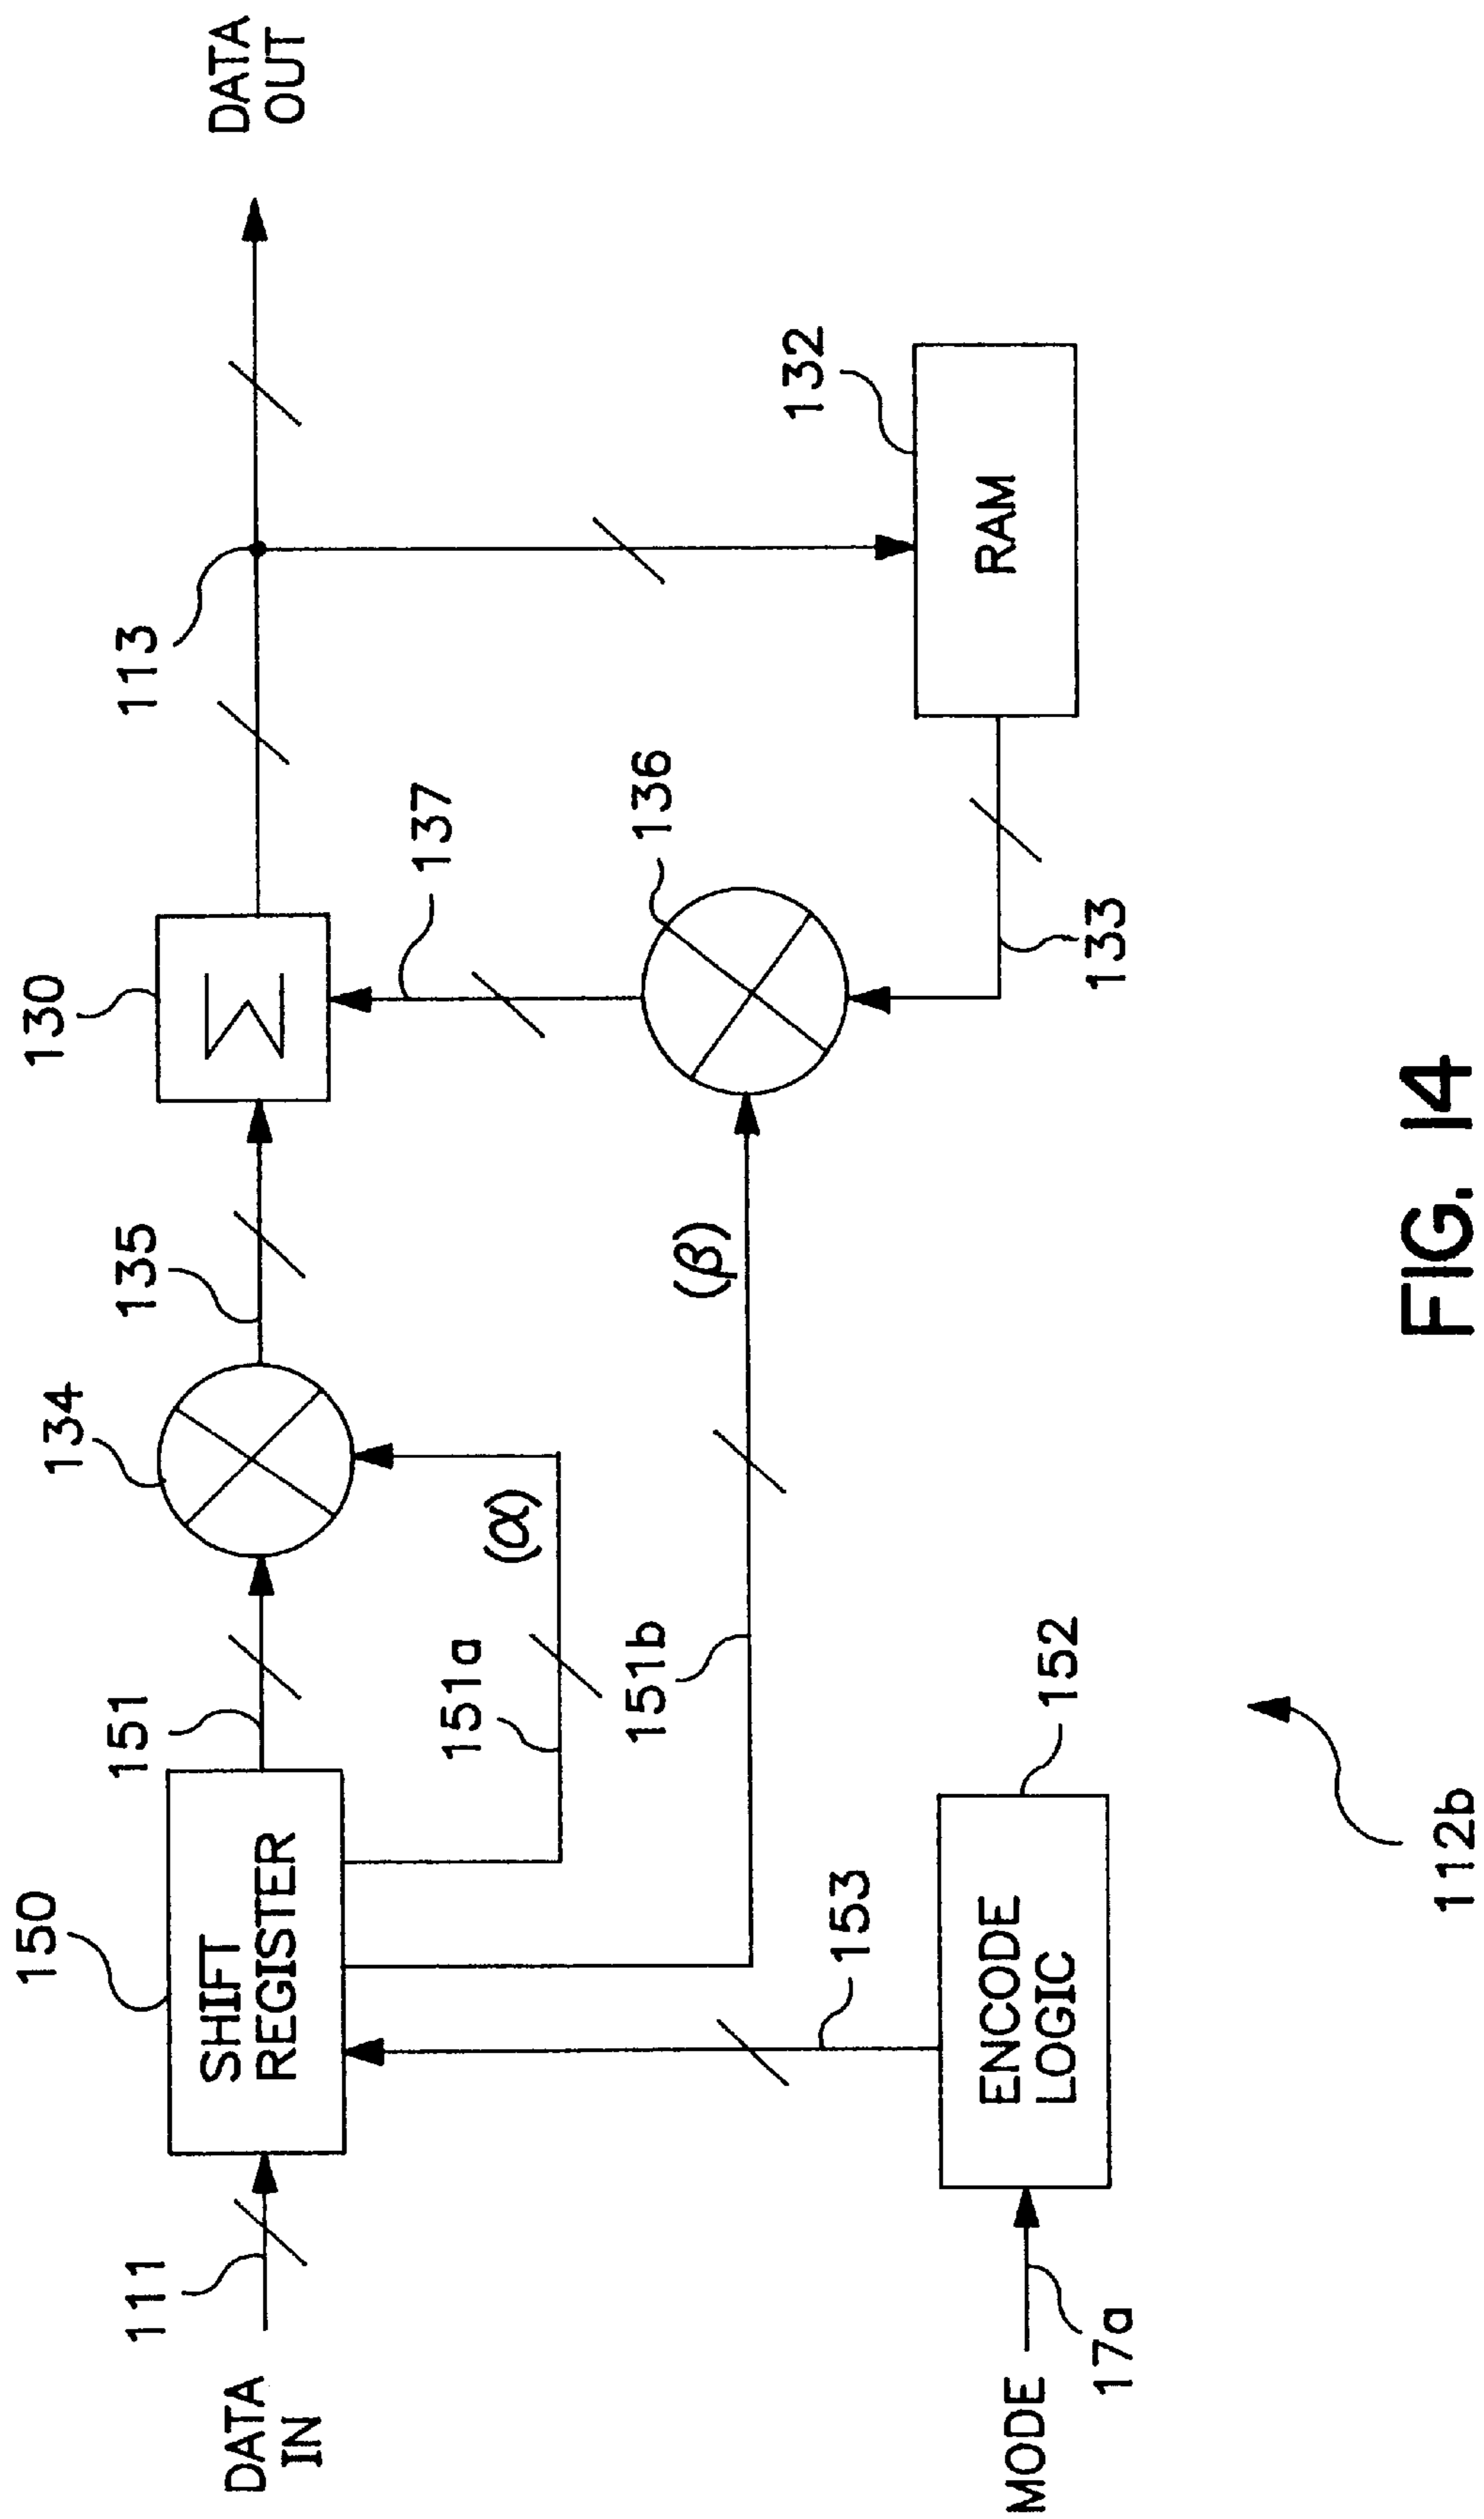 DATA
IN
111
150
SHIFT
REGISTER
151
134
135
130
Σ
113
DATA
OUT
151a
(α)
137
151b
(β)
136
132
RAM
133
153
MODE
17a
ENCODE
LOGIC
152
112b
FIG. 14